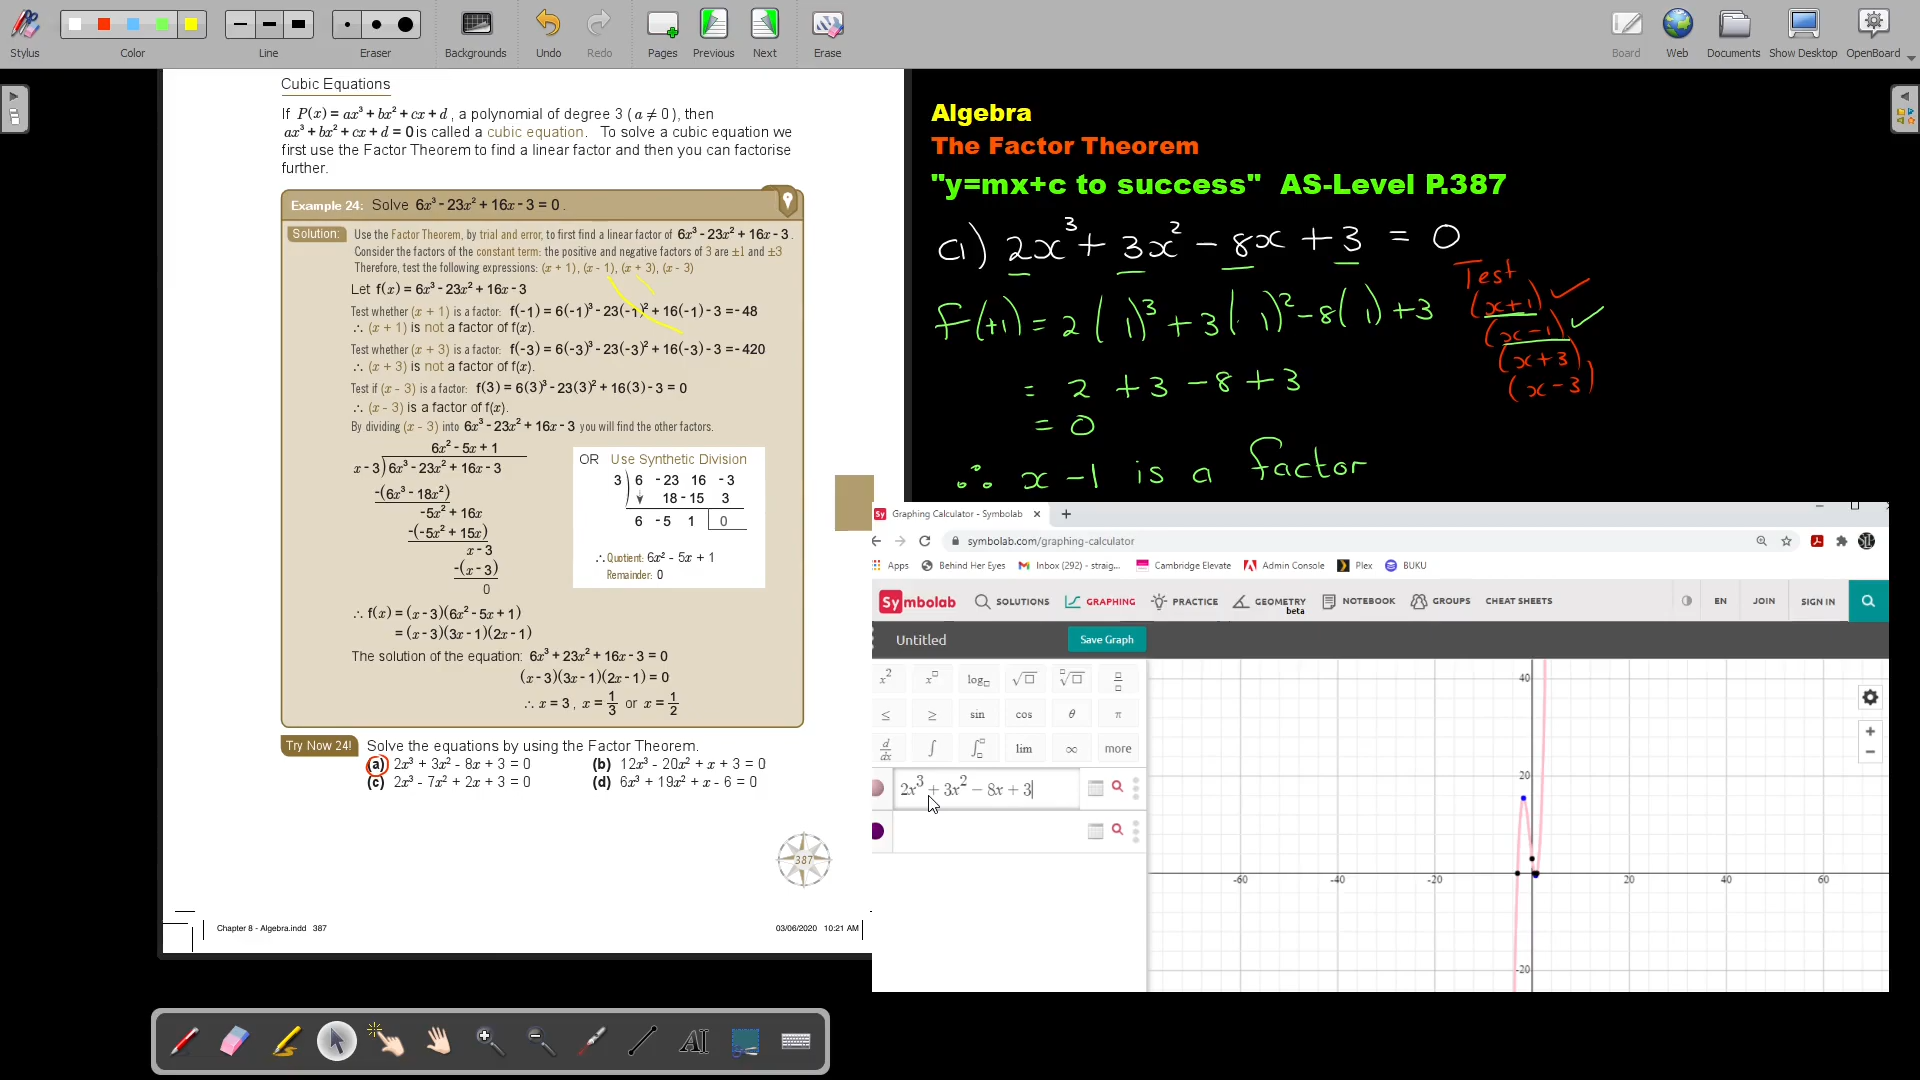 Stylus
Color
Line
Eraser
Backgrounds
Undo
Redo
Pages
Previous
Next
Erase
Board
Web
Documents
Show Desktop
OpenBoard
Cubic Equations
If P(x) = ax³ + bx² + cx + d, a polynomial of degree 3 (a ≠ 0), then
ax³ + bx² + cx + d = 0 is called a cubic equation. To solve a cubic equation we
first use the Factor Theorem to find a linear factor and then you can factorise
further.
Example 24: Solve 6x³ - 23x² + 16x - 3 = 0.
Solution: Use the Factor Theorem, by trial and error, to first find a linear factor of 6x³ - 23x² + 16x - 3.
Consider the factors of the constant term: the positive and negative factors of 3 are ±1 and ±3
Therefore, test the following expressions: (x + 1), (x - 1), (x + 3), (x - 3)
Let f(x) = 6x³ - 23x² + 16x - 3
Test whether (x + 1) is a factor: f(-1) = 6(-1)³ - 23(-1)² + 16(-1) - 3 = -48
∴ (x + 1) is not a factor of f(x).
Test whether (x + 3) is a factor: f(-3) = 6(-3)³ - 23(-3)² + 16(-3) - 3 = -420
∴ (x + 3) is not a factor of f(x).
Test if (x - 3) is a factor: f(3) = 6(3)³ - 23(3)² + 16(3) - 3 = 0
∴ (x - 3) is a factor of f(x).
By dividing (x - 3) into 6x³ - 23x² + 16x - 3 you will find the other factors.
6x² - 5x + 1
x - 3)6x³ - 23x² + 16x - 3
-(6x³ - 18x²)
-5x² + 16x
-(-5x² + 15x)
x - 3
-(x - 3)
0
OR Use Synthetic Division
3) 6 -23 16 -3
18 -15 3
6 -5 1 0
∴ Quotient: 6x² - 5x + 1
Remainder: 0
∴ f(x) = (x - 3)(6x² - 5x + 1)
= (x - 3)(3x - 1)(2x - 1)
The solution of the equation: 6x³ + 23x² + 16x - 3 = 0
(x - 3)(3x - 1)(2x - 1) = 0
∴ x = 3, x = 1/3 or x = 1/2
Try Now 24! Solve the equations by using the Factor Theorem.
(a) 2x³ + 3x² - 8x + 3 = 0 (b) 12x³ - 20x² + x + 3 = 0
(c) 2x³ - 7x² + 2x + 3 = 0 (d) 6x³ + 19x² + x - 6 = 0
387
Chapter 8 - Algebra.indd 387
03/06/2020 10:21 AM
Algebra
The Factor Theorem
"y=mx+c to success" AS-Level P.387
a) 2x³ + 3x² - 8x + 3 = 0
Test
(x+1) ✓
(x-1) ✓
(x+3)
(x-3)
F(+1) = 2(1)³ + 3(1)² - 8(1) + 3
= 2 + 3 - 8 + 3
= 0
∴ x - 1 is a factor
Graphing Calculator - Symbolab
symbolab.com/graphing-calculator
Apps
Behind Her Eyes
Inbox (292) - straig...
Cambridge Elevate
Admin Console
Plex
BUKU
Symbolab
SOLUTIONS
GRAPHING
PRACTICE
GEOMETRY
beta
NOTEBOOK
GROUPS
CHEAT SHEETS
EN
JOIN
SIGN IN
Untitled
Save Graph
x² x□ log□ √□ □√□ □/□
≤ ≥ sin cos θ π
d/dx ∫ ∫□□ lim ∞ more
2x³ + 3x² - 8x + 3
40
20
-60 -40 -20 20 40 60
-20